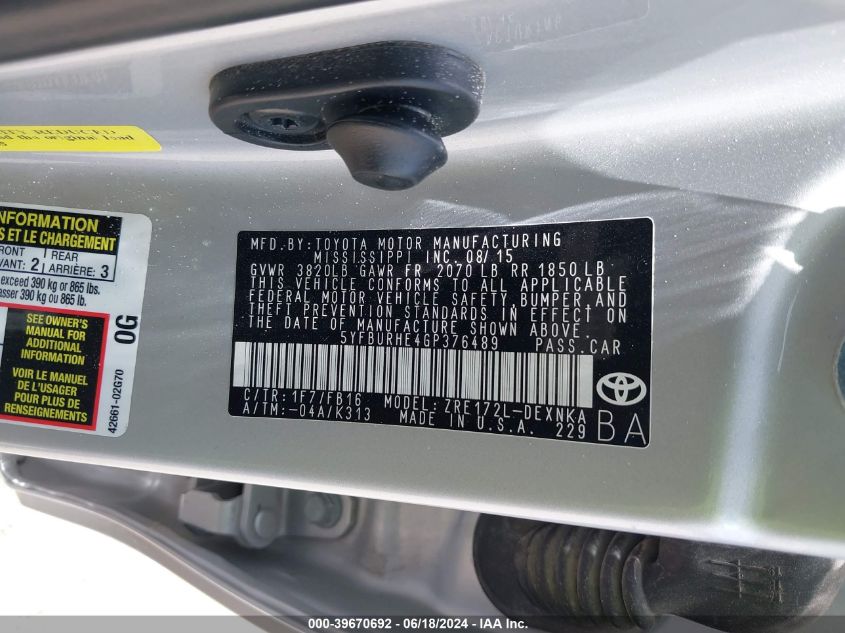 REDUCED
INFORMATION
ET LE CHARGEMENT
FRONT REAR
2 ARRIÈRE: 3
exceed 390 kg or 865 lbs.
390 kg ou 865 lb.
SEE OWNER'S
MANUAL FOR
ADDITIONAL
INFORMATION
VOIR LE MANUEL
DE L'USAGER
POUR PLUS DE
RENSEIGNEMENTS
0G
42661-02G70
MFD. BY: TOYOTA MOTOR MANUFACTURING
MISSISSIPPI INC. 08/15
GVWR 3820LB GAWR FR 2070 LB RR 1850 LB
THIS VEHICLE CONFORMS TO ALL APPLICABLE
FEDERAL MOTOR VEHICLE SAFETY, BUMPER, AND
THEFT PREVENTION STANDARDS IN EFFECT ON
THE DATE OF MANUFACTURE SHOWN ABOVE.
5YFBURHE4GP376489 PASS. CAR
C/TR: 1F7/FB16 MODEL: ZRE172L-DEXNKA
A/TM: -04A/K313 MADE IN U.S.A. 229 BA
000-39670692 - 06/18/2024 - IAA Inc.